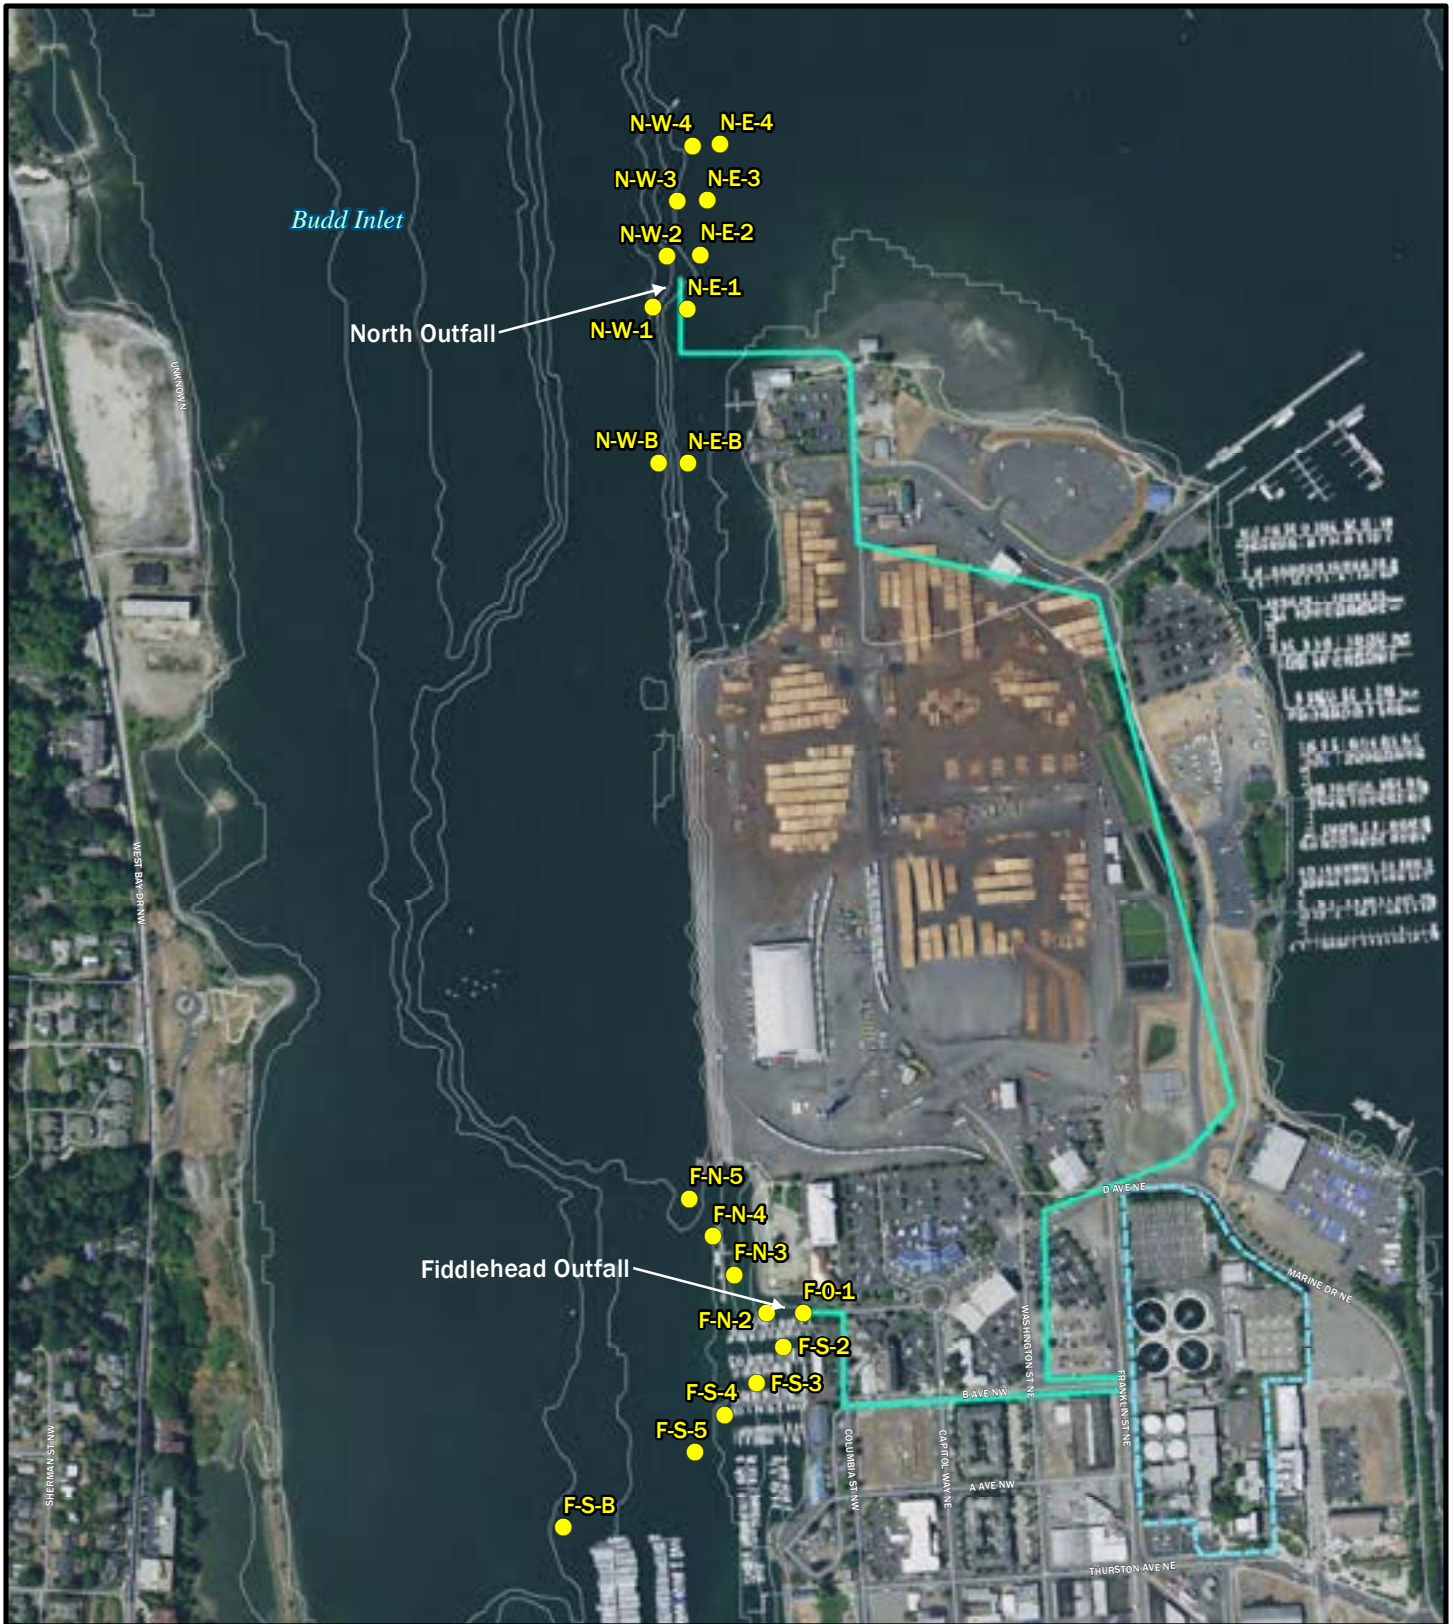 N-W-4
N-E-4
N-W-3
N-E-3
Budd Inlet
N-W-2
N-E-2
N-E-1
North Outfall
N-W-1
UNKNOWN
N-W-B
N-E-B
WEST BAY DR NW
F-N-5
D AVE NE
F-N-4
F-N-3
Fiddlehead Outfall
MARINE DR NE
F-0-1
F-N-2
F-S-2
WASHINGTON ST NE
F-S-3
F-S-4
B AVE NW
FRANKLIN ST NE
F-S-5
COLUMBIA ST NW
CAPITOL WAY NE
SHERMAN ST NW
A AVE NW
F-S-B
THURSTON AVE NE